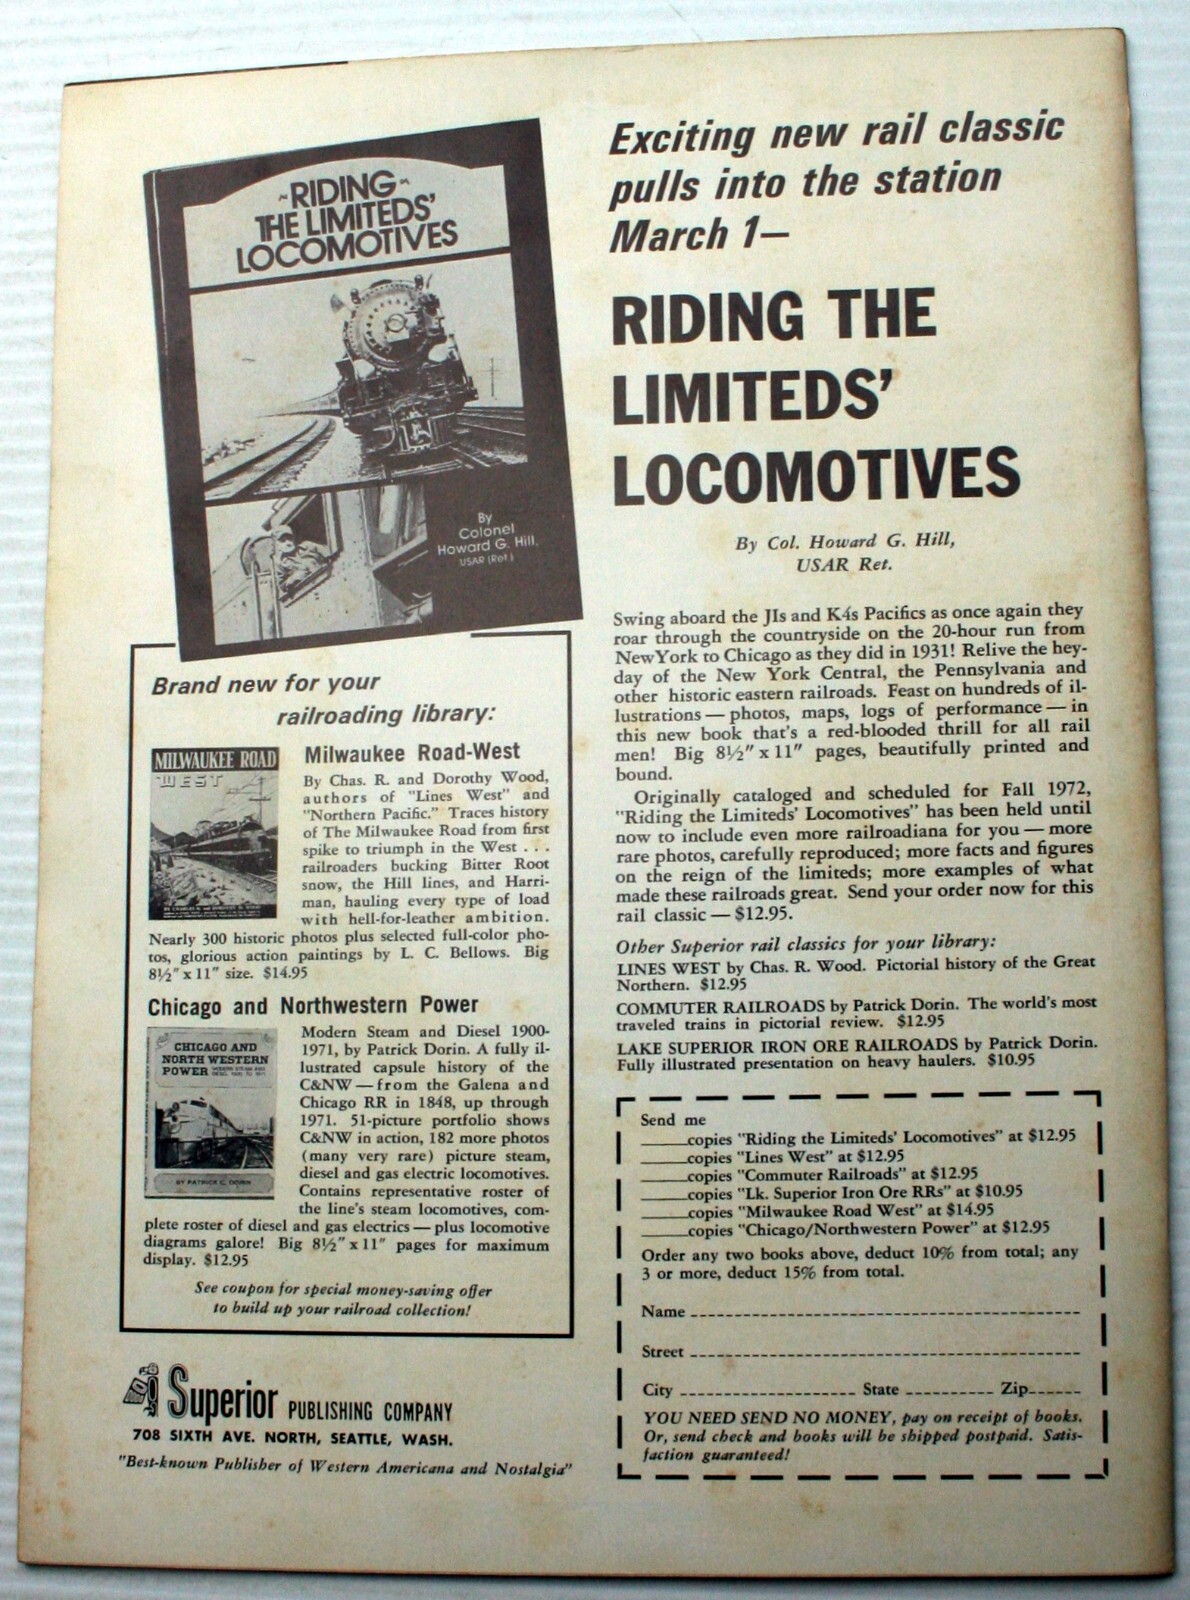 ~RIDING~
THE LIMITEDS'
LOCOMOTIVES
By
Colonel
Howard G. Hill,
USAR (Ret.)
Exciting new rail classic
pulls into the station
March 1—
RIDING THE
LIMITEDS'
LOCOMOTIVES
By Col. Howard G. Hill,
USAR Ret.
Swing aboard the JIs and K4s Pacifics as once again they
roar through the countryside on the 20-hour run from
NewYork to Chicago as they did in 1931! Relive the hey-
day of the New York Central, the Pennsylvania and
other historic eastern railroads. Feast on hundreds of il-
lustrations — photos, maps, logs of performance — in
this new book that's a red-blooded thrill for all rail
men! Big 8½" x 11" pages, beautifully printed and
bound.
Originally cataloged and scheduled for Fall 1972,
"Riding the Limiteds' Locomotives" has been held until
now to include even more railroadiana for you — more
rare photos, carefully reproduced; more facts and figures
on the reign of the limiteds; more examples of what
made these railroads great. Send your order now for this
rail classic — $12.95.
Other Superior rail classics for your library:
LINES WEST by Chas. R. Wood. Pictorial history of the Great
Northern. $12.95
COMMUTER RAILROADS by Patrick Dorin. The world's most
traveled trains in pictorial review. $12.95
LAKE SUPERIOR IRON ORE RAILROADS by Patrick Dorin.
Fully illustrated presentation on heavy haulers. $10.95
Send me
______copies "Riding the Limiteds' Locomotives" at $12.95
______copies "Lines West" at $12.95
______copies "Commuter Railroads" at $12.95
______copies "Lk. Superior Iron Ore RRs" at $10.95
______copies "Milwaukee Road West" at $14.95
______copies "Chicago/Northwestern Power" at $12.95
Order any two books above, deduct 10% from total; any
3 or more, deduct 15% from total.
Name
Street
City State Zip
YOU NEED SEND NO MONEY, pay on receipt of books.
Or, send check and books will be shipped postpaid. Satis-
faction guaranteed!
Brand new for your
railroading library:
MILWAUKEE ROAD
WEST
BY CHARLES R. and DOROTHY M. WOOD
Milwaukee Road-West
By Chas. R. and Dorothy Wood,
authors of "Lines West" and
"Northern Pacific." Traces history
of The Milwaukee Road from first
spike to triumph in the West . . .
railroaders bucking Bitter Root
snow, the Hill lines, and Harri-
man, hauling every type of load
with hell-for-leather ambition.
Nearly 300 historic photos plus selected full-color pho-
tos, glorious action paintings by L. C. Bellows. Big
8½" x 11" size. $14.95
Chicago and Northwestern Power
CHICAGO AND
NORTH WESTERN
POWER
BY PATRICK C. DORIN
Modern Steam and Diesel 1900-
1971, by Patrick Dorin. A fully il-
lustrated capsule history of the
C&NW — from the Galena and
Chicago RR in 1848, up through
1971. 51-picture portfolio shows
C&NW in action, 182 more photos
(many very rare) picture steam,
diesel and gas electric locomotives.
Contains representative roster of
the line's steam locomotives, com-
plete roster of diesel and gas electrics — plus locomotive
diagrams galore! Big 8½" x 11" pages for maximum
display. $12.95
See coupon for special money-saving offer
to build up your railroad collection!
Superior PUBLISHING COMPANY
708 SIXTH AVE. NORTH, SEATTLE, WASH.
"Best-known Publisher of Western Americana and Nostalgia"